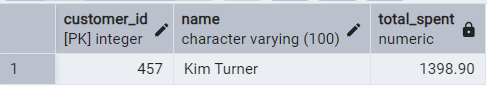 customer_id name total_spent
[PK] integer character varying (100) numeric
1 457 Kim Turner 1398.90